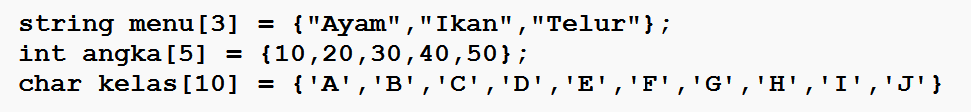 string menu[3] = {"Ayam","Ikan","Telur"};
int angka[5] = {10,20,30,40,50};
char kelas[10] = {'A','B','C','D','E','F','G','H','I','J'}